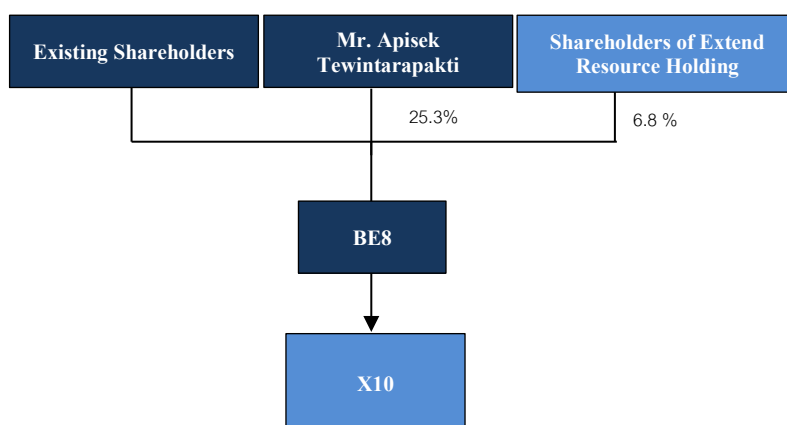 Existing Shareholders
Mr. Apisek
Tewintarapakti
Shareholders of Extend
Resource Holding
25.3%
6.8 %
BE8
X10